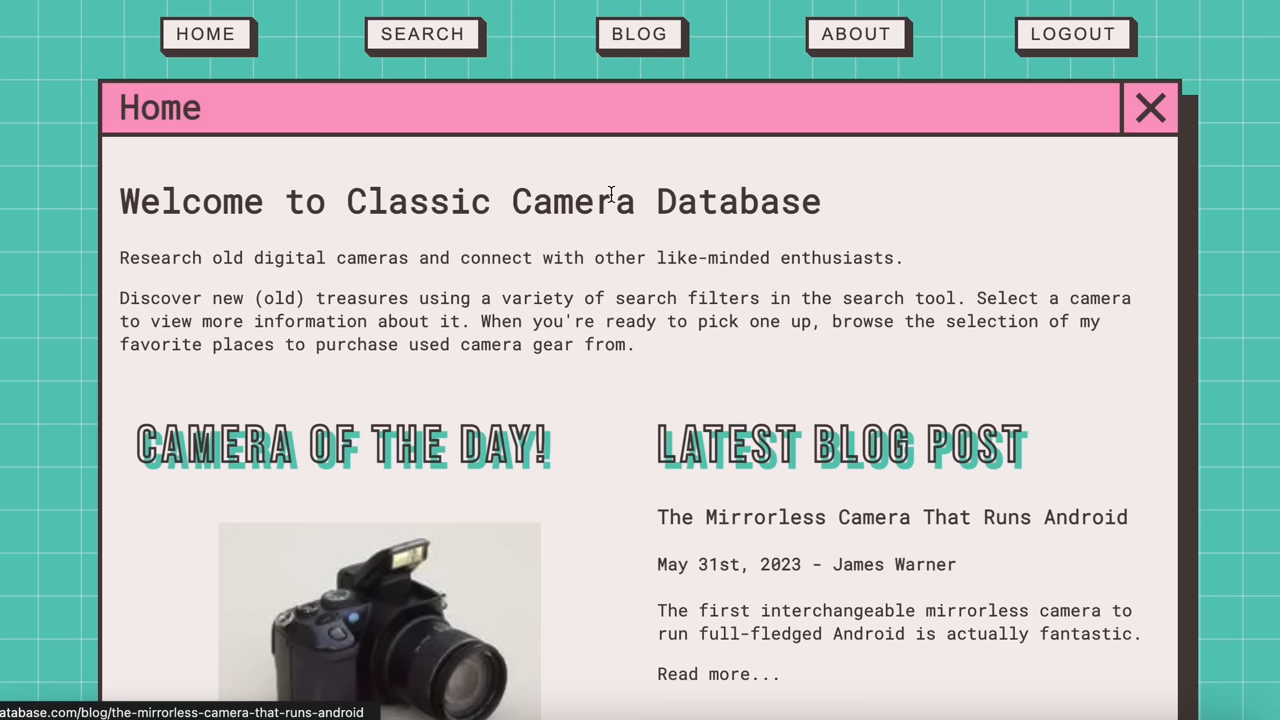 HOME
SEARCH
BLOG
ABOUT
LOGOUT
Home
Welcome to Classic Camera Database
Research old digital cameras and connect with other like-minded enthusiasts.
Discover new (old) treasures using a variety of search filters in the search tool. Select a camera
to view more information about it. When you're ready to pick one up, browse the selection of my
favorite places to purchase used camera gear from.
CAMERA OF THE DAY!
LATEST BLOG POST
The Mirrorless Camera That Runs Android
May 31st, 2023 - James Warner
The first interchangeable mirrorless camera to
run full-fledged Android is actually fantastic.
Read more...
atabase.com/blog/the-mirrorless-camera-that-runs-android